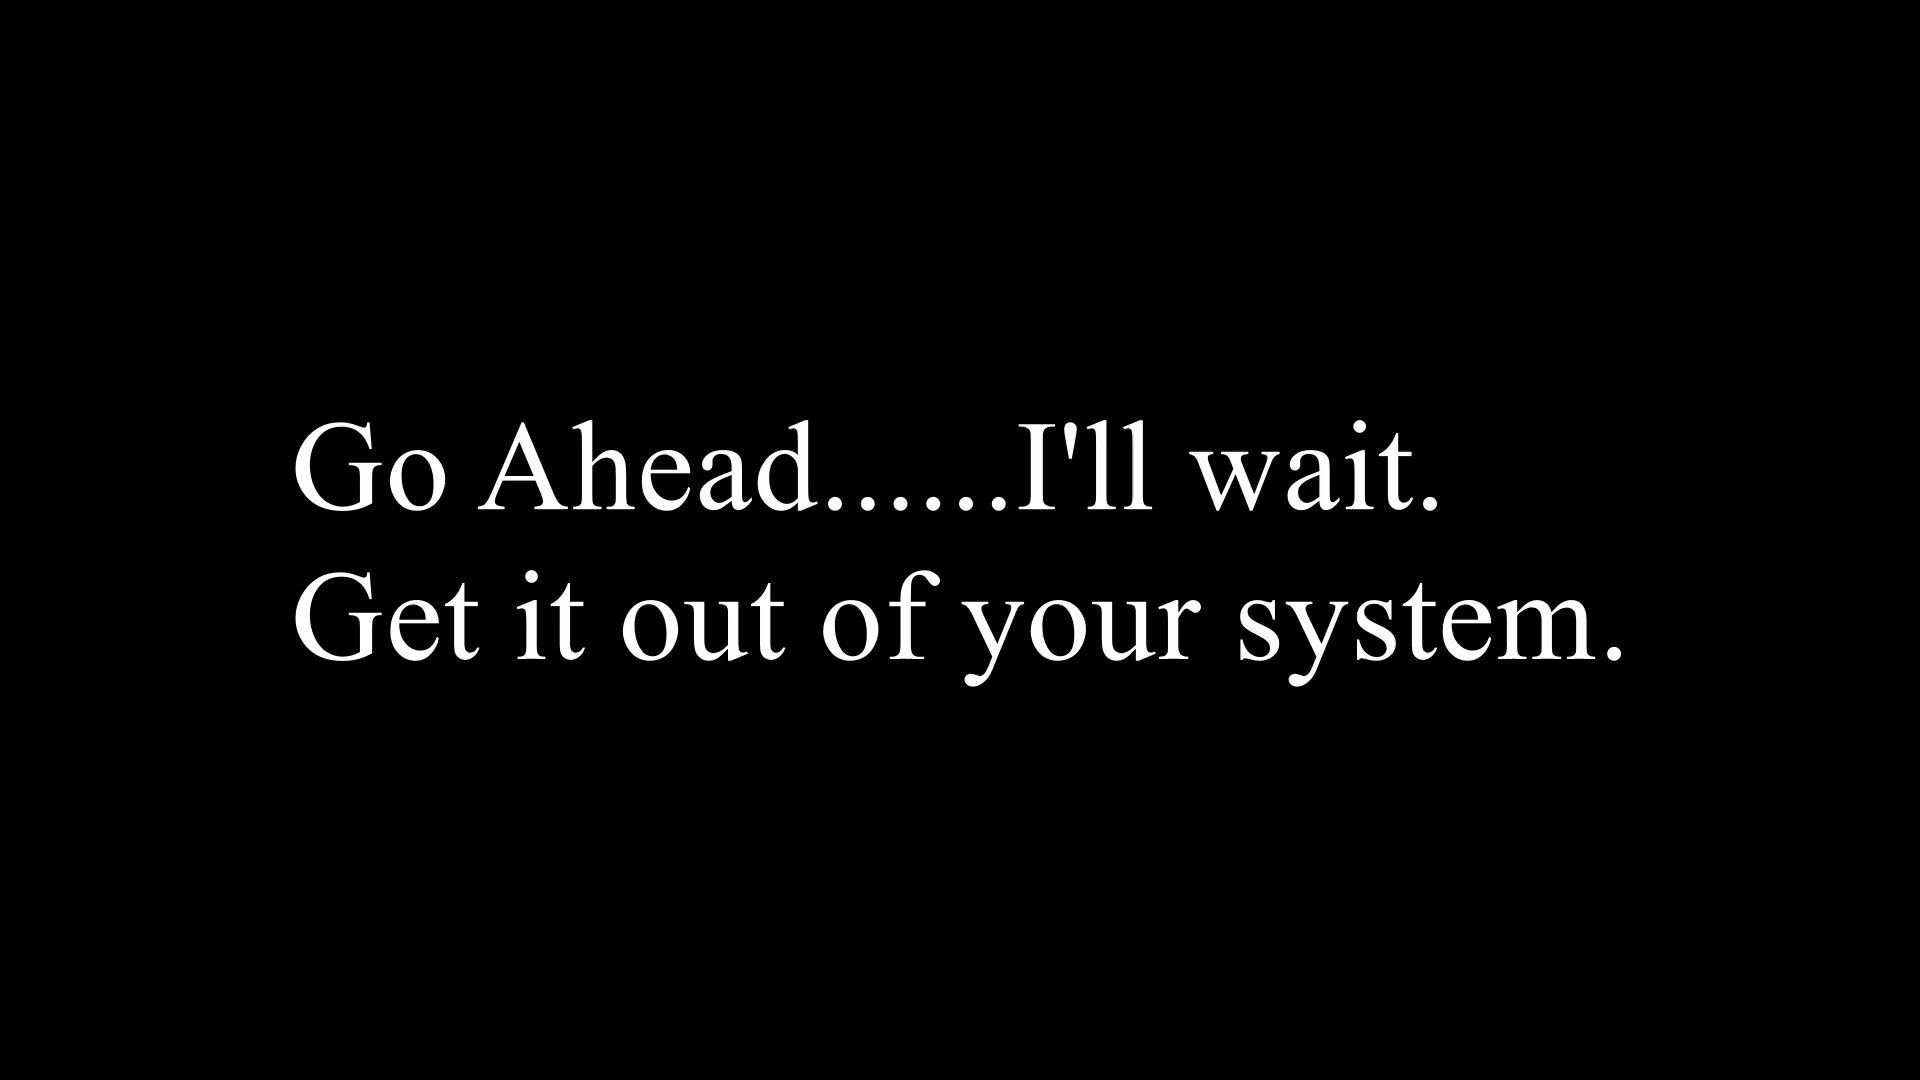 Go Ahead......I'll wait.
Get it out of your system.